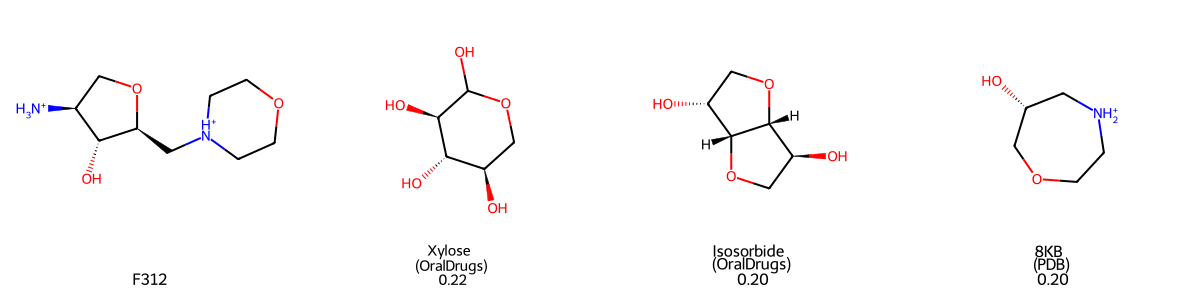 H3N+
O
OH
H+
N
O
F312
OH
HO
O
HO
OH
Xylose
(OralDrugs)
0.22
O
HO
H
H
OH
O
Isosorbide
(OralDrugs)
0.20
HO
NH2+
O
8KB
(PDB)
0.20